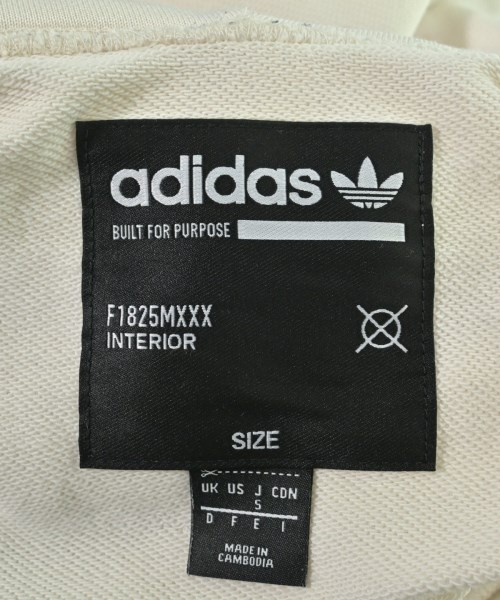 adidas
BUILT FOR PURPOSE
F1825MXXX
INTERIOR
SIZE
UK US J CDN
S
D F E I
MADE IN
CAMBODIA